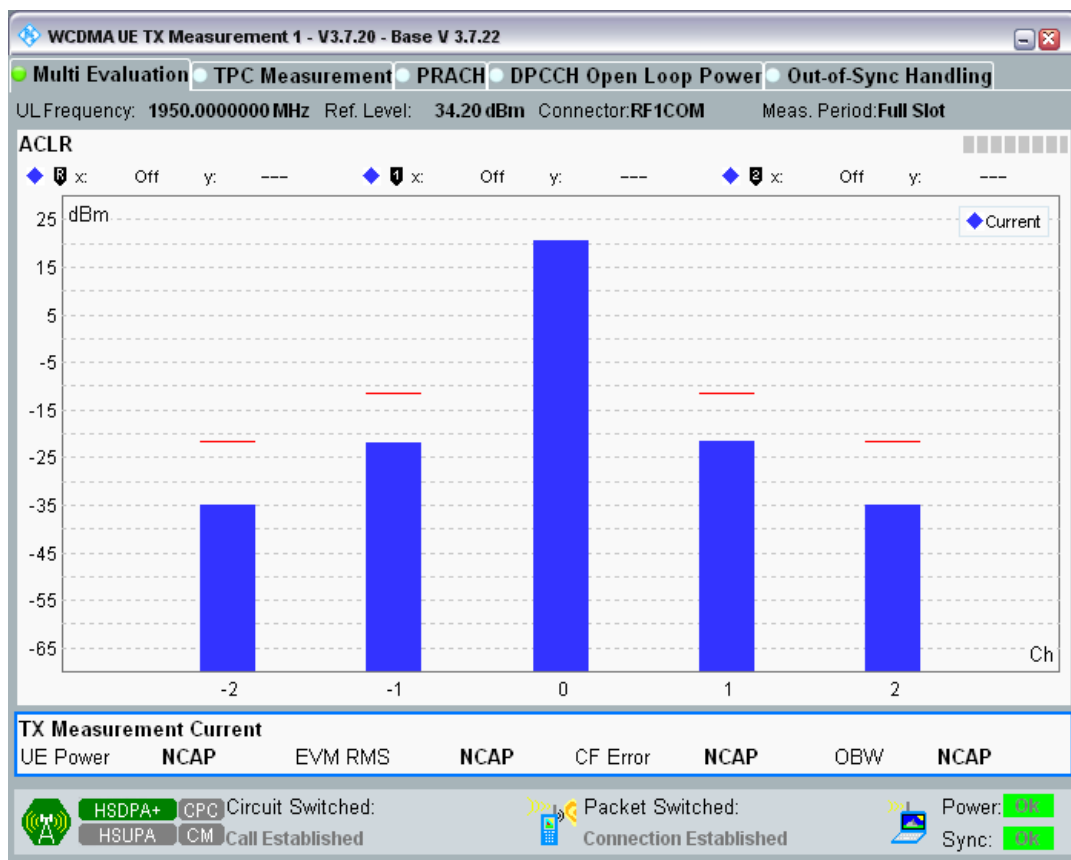 WCDMA UE TX Measurement 1 - V3.7.20 - Base V 3.7.22
Multi Evaluation TPC Measurement PRACH DPCCH Open Loop Power Out-of-Sync Handling
UL Frequency: 1950.0000000 MHz Ref. Level: 34.20 dBm Connector: RF1COM Meas. Period: Full Slot
ACLR
R x: Off y: --- 1 x: Off y: --- 2 x: Off y: ---
dBm
Current
25
15
5
-5
-15
-25
-35
-45
-55
-65
Ch
-2 -1 0 1 2
TX Measurement Current
UE Power NCAP EVM RMS NCAP CF Error NCAP OBW NCAP
HSDPA+ CPC Circuit Switched: Packet Switched: Power: OK
HSUPA CM Call Established Connection Established Sync: OK